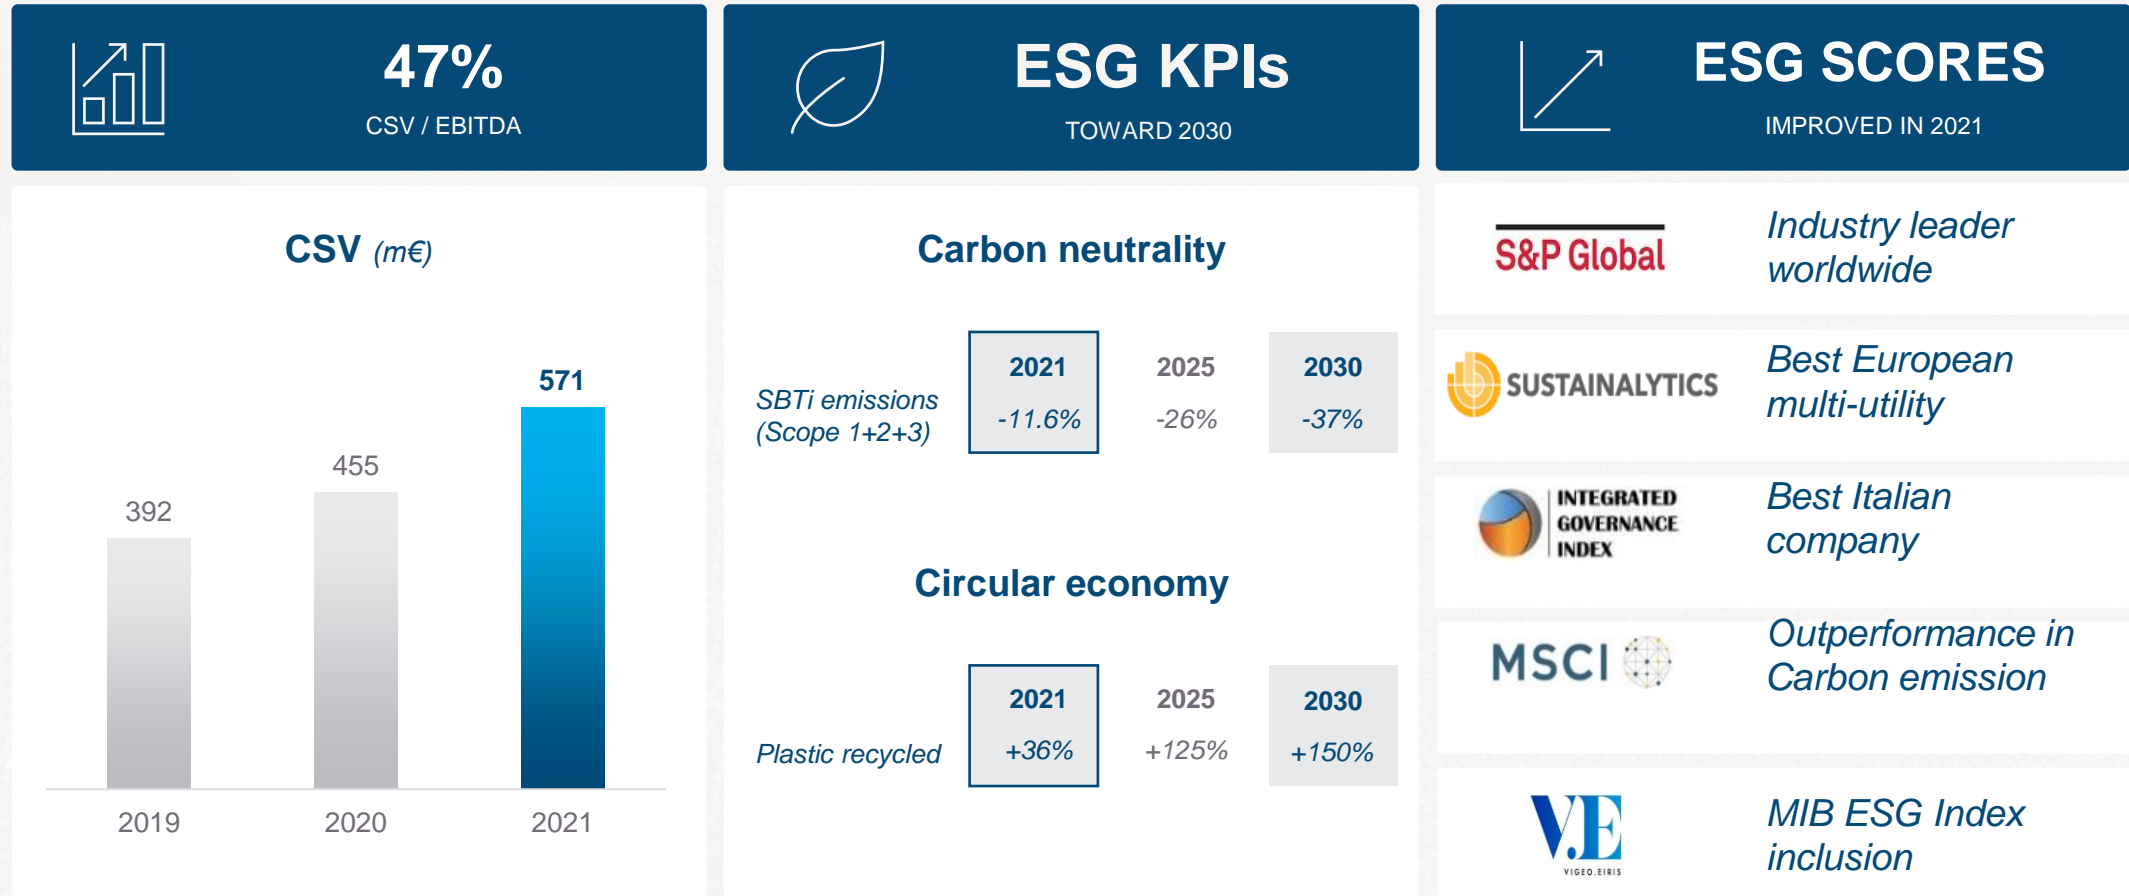 47%
CSV / EBITDA
CSV (m€)
571
455
392
2019 2020 2021
ESG KPIs
TOWARD 2030
Carbon neutrality
2021 2025 2030
SBTi emissions
(Scope 1+2+3)
-11.6% -26% -37%
Circular economy
2021 2025 2030
Plastic recycled +36% +125% +150%
ESG SCORES
IMPROVED IN 2021
S&P Global
Industry leader
worldwide
SUSTAINALYTICS
Best European
multi-utility
INTEGRATED
GOVERNANCE
INDEX
Best Italian
company
MSCI
Outperformance in
Carbon emission
V.E
VIGEO.EIRIS
MIB ESG Index
inclusion